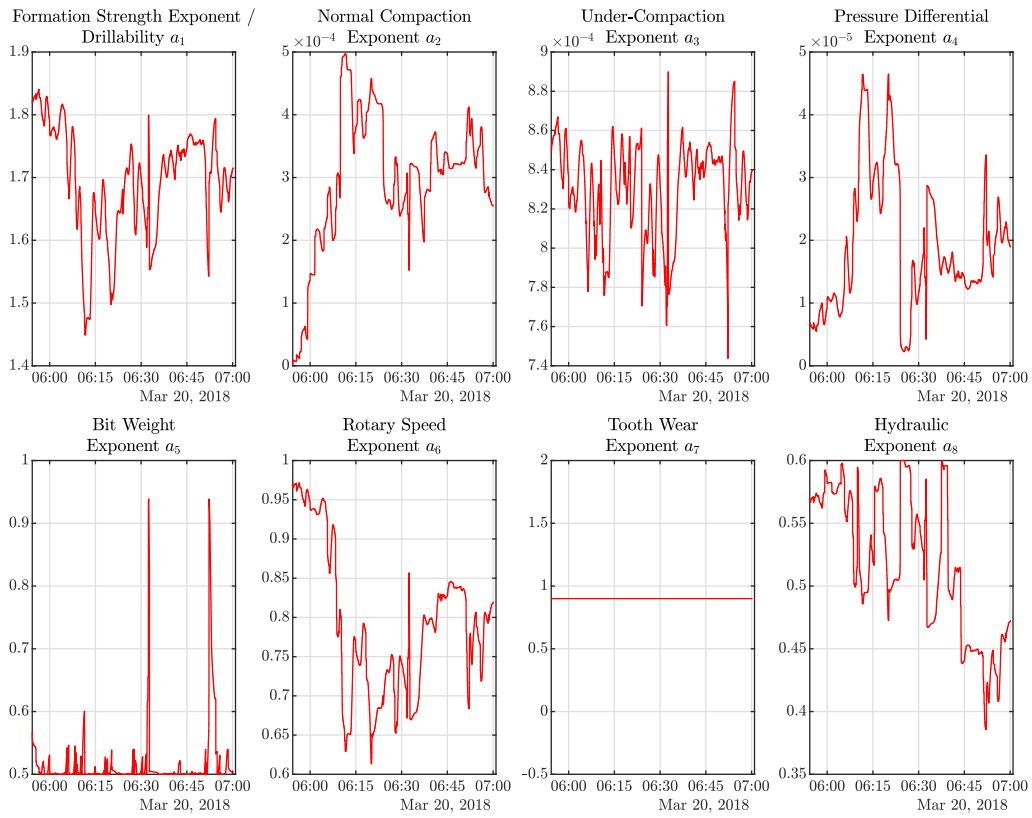 Formation Strength Exponent /
Drillability a1
1.9
1.8
1.7
1.6
1.5
1.4
06:00 06:15 06:30 06:45 07:00
Mar 20, 2018
Normal Compaction
Exponent a2
×10−4
5
4
3
2
1
0
06:00 06:15 06:30 06:45 07:00
Mar 20, 2018
Under-Compaction
Exponent a3
×10−4
9
8.8
8.6
8.4
8.2
8
7.8
7.6
7.4
06:00 06:15 06:30 06:45 07:00
Mar 20, 2018
Pressure Differential
Exponent a4
×10−5
5
4
3
2
1
0
06:00 06:15 06:30 06:45 07:00
Mar 20, 2018
Bit Weight
Exponent a5
1
0.9
0.8
0.7
0.6
0.5
06:00 06:15 06:30 06:45 07:00
Mar 20, 2018
Rotary Speed
Exponent a6
1
0.95
0.9
0.85
0.8
0.75
0.7
0.65
0.6
06:00 06:15 06:30 06:45 07:00
Mar 20, 2018
Tooth Wear
Exponent a7
2
1.5
1
0.5
0
-0.5
06:00 06:15 06:30 06:45 07:00
Mar 20, 2018
Hydraulic
Exponent a8
0.6
0.55
0.5
0.45
0.4
0.35
06:00 06:15 06:30 06:45 07:00
Mar 20, 2018